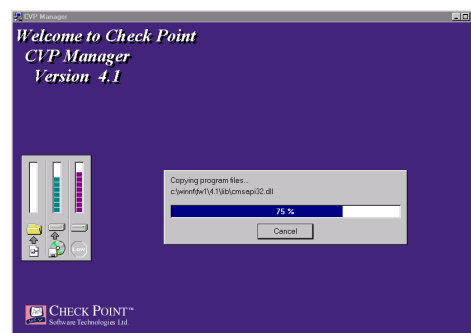 CVP Manager
Welcome to Check Point
CVP Manager
Version 4.1
Copying program files...
c:\winnt\fw1\4.1\lib\cmsapi32.dll
75 %
Cancel
Low
CHECK POINT™
Software Technologies Ltd.